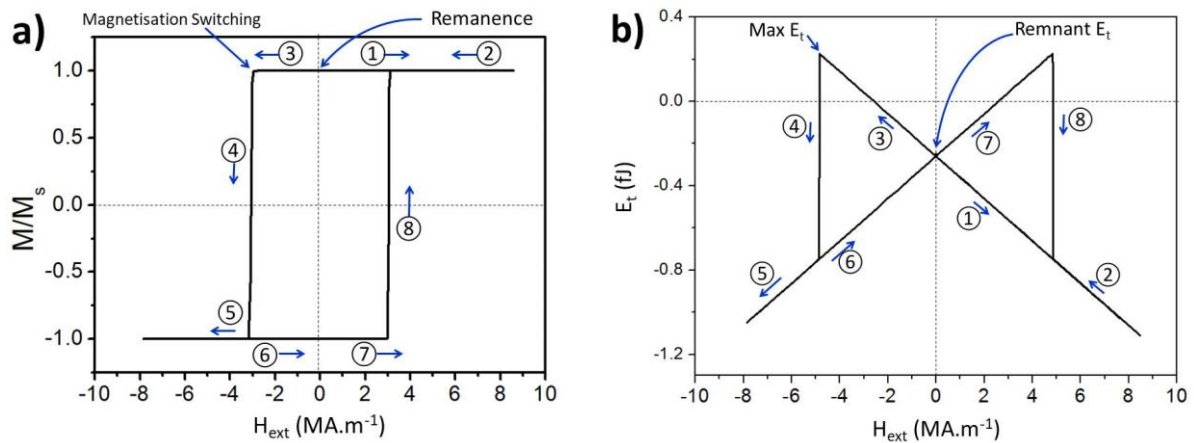 a)
Magnetisation Switching
Remanence
③ ① ②
1.0
0.5
④
0.0
M/Mₛ
⑧
-0.5
⑤
-1.0
⑥ ⑦
-10 -8 -6 -4 -2 0 2 4 6 8 10
Hₑₓₜ (MA.m⁻¹)
b)
Max Eₜ
Remnant Eₜ
0.4
0.0
④ ③ ⑦ ⑧
-0.4
Eₜ (fJ)
①
-0.8
⑤ ⑥ ②
-1.2
-10 -8 -6 -4 -2 0 2 4 6 8 10
Hₑₓₜ (MA.m⁻¹)